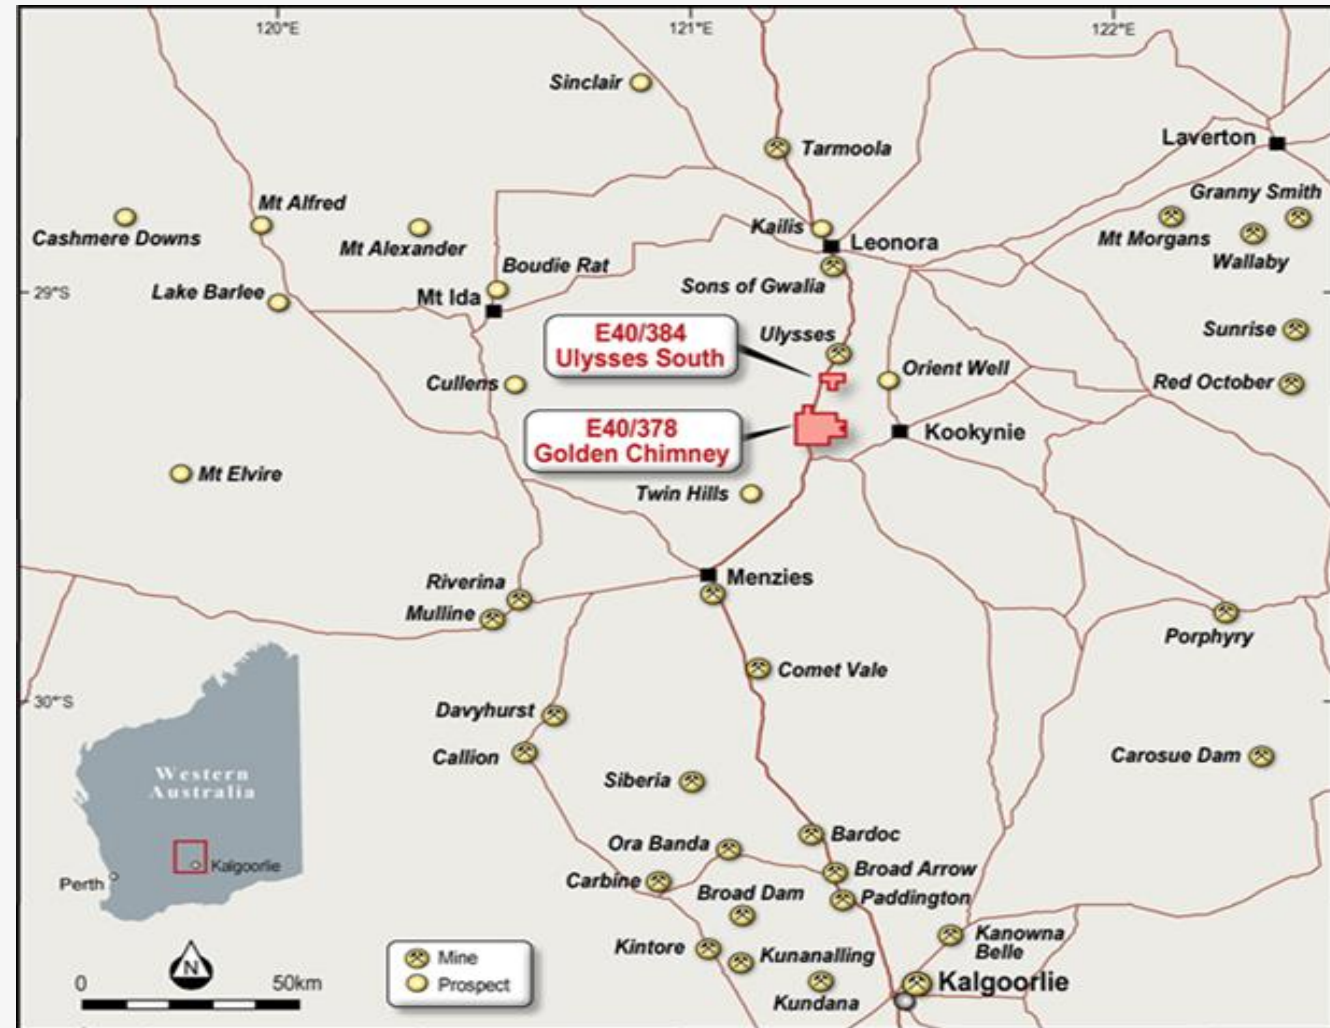 120°E
121°E
122°E
Sinclair
Tarmoola
Laverton
Granny Smith
Mt Alfred
Cashmere Downs
Mt Alexander
Kailis
Leonora
Mt Morgans
Wallaby
Boudie Rat
Sons of Gwalia
29°S
Lake Barlee
Mt Ida
E40/384
Ulysses South
Ulysses
Sunrise
Cullens
Orient Well
Red October
E40/378
Golden Chimney
Kookynie
Mt Elvire
Twin Hills
Menzies
Riverina
Mulline
Porphyry
Comet Vale
30°S
Davyhurst
Callion
Carosue Dam
Siberia
Western
Australia
Bardoc
Ora Banda
Broad Arrow
Kalgoorlie
Perth
Carbine
Broad Dam
Paddington
Kanowna
Belle
Kintore
Kunanalling
Kundana
Kalgoorlie
N
0
50km
Mine
Prospect